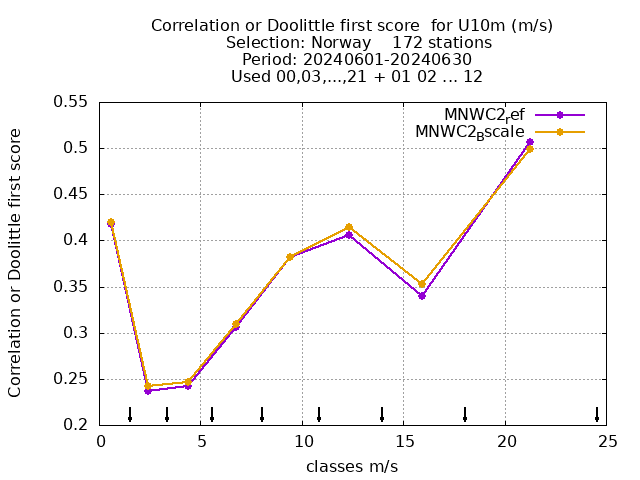 Correlation or Doolittle first score  for U10m (m/s)
Selection: Norway    172 stations
Period: 20240601-20240630
Used 00,03,...,21 + 01 02 ... 12
MNWC2ref
MNWC2Bscale
0.55
0.5
0.45
0.4
0.35
0.3
0.25
0.2
Correlation or Doolittle first score
0 5 10 15 20 25
classes m/s